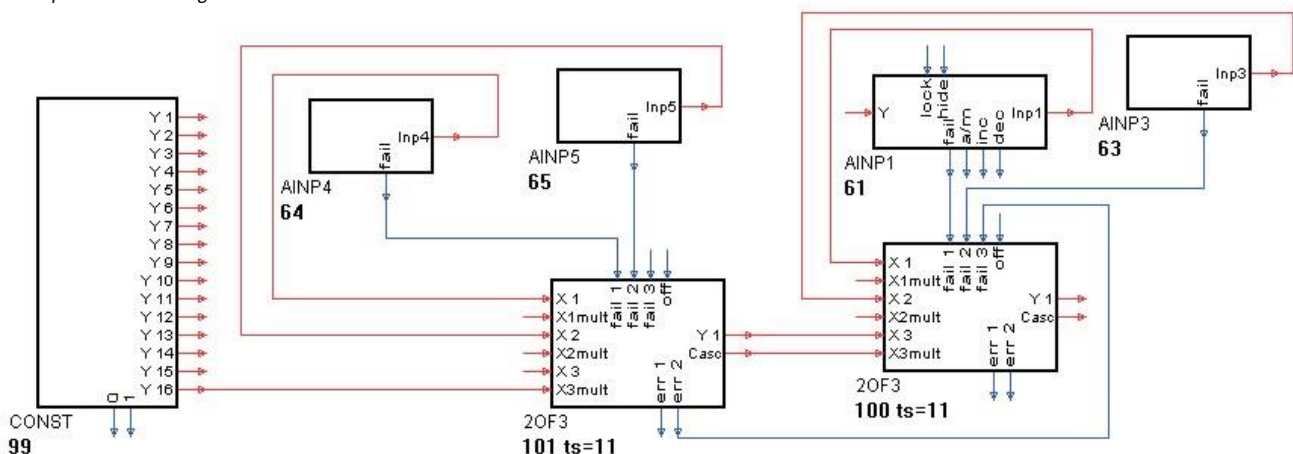 Y 1
Y 2
Y 3
Y 4
Y 5
Y 6
Y 7
Y 8
Y 9
Y 10
Y 11
Y 12
Y 13
Y 14
Y 15
Y 16
0
1
CONST
99
Inp4
fail
AINP4
64
Inp5
fail
AINP5
65
fail 1
fail 2
fail 3
off
X 1
X1mult
X 2
X2mult
X 3
X3mult
Y 1
Casc
err 1
err 2
2OF3
101 ts=11
lock
hide
Y
Inp1
fail
a/m
inc
dec
AINP1
61
Inp3
fail
AINP3
63
fail 1
fail 2
fail 3
off
X 1
X1mult
X 2
X2mult
X 3
X3mult
Y 1
Casc
err 1
err 2
2OF3
100 ts=11